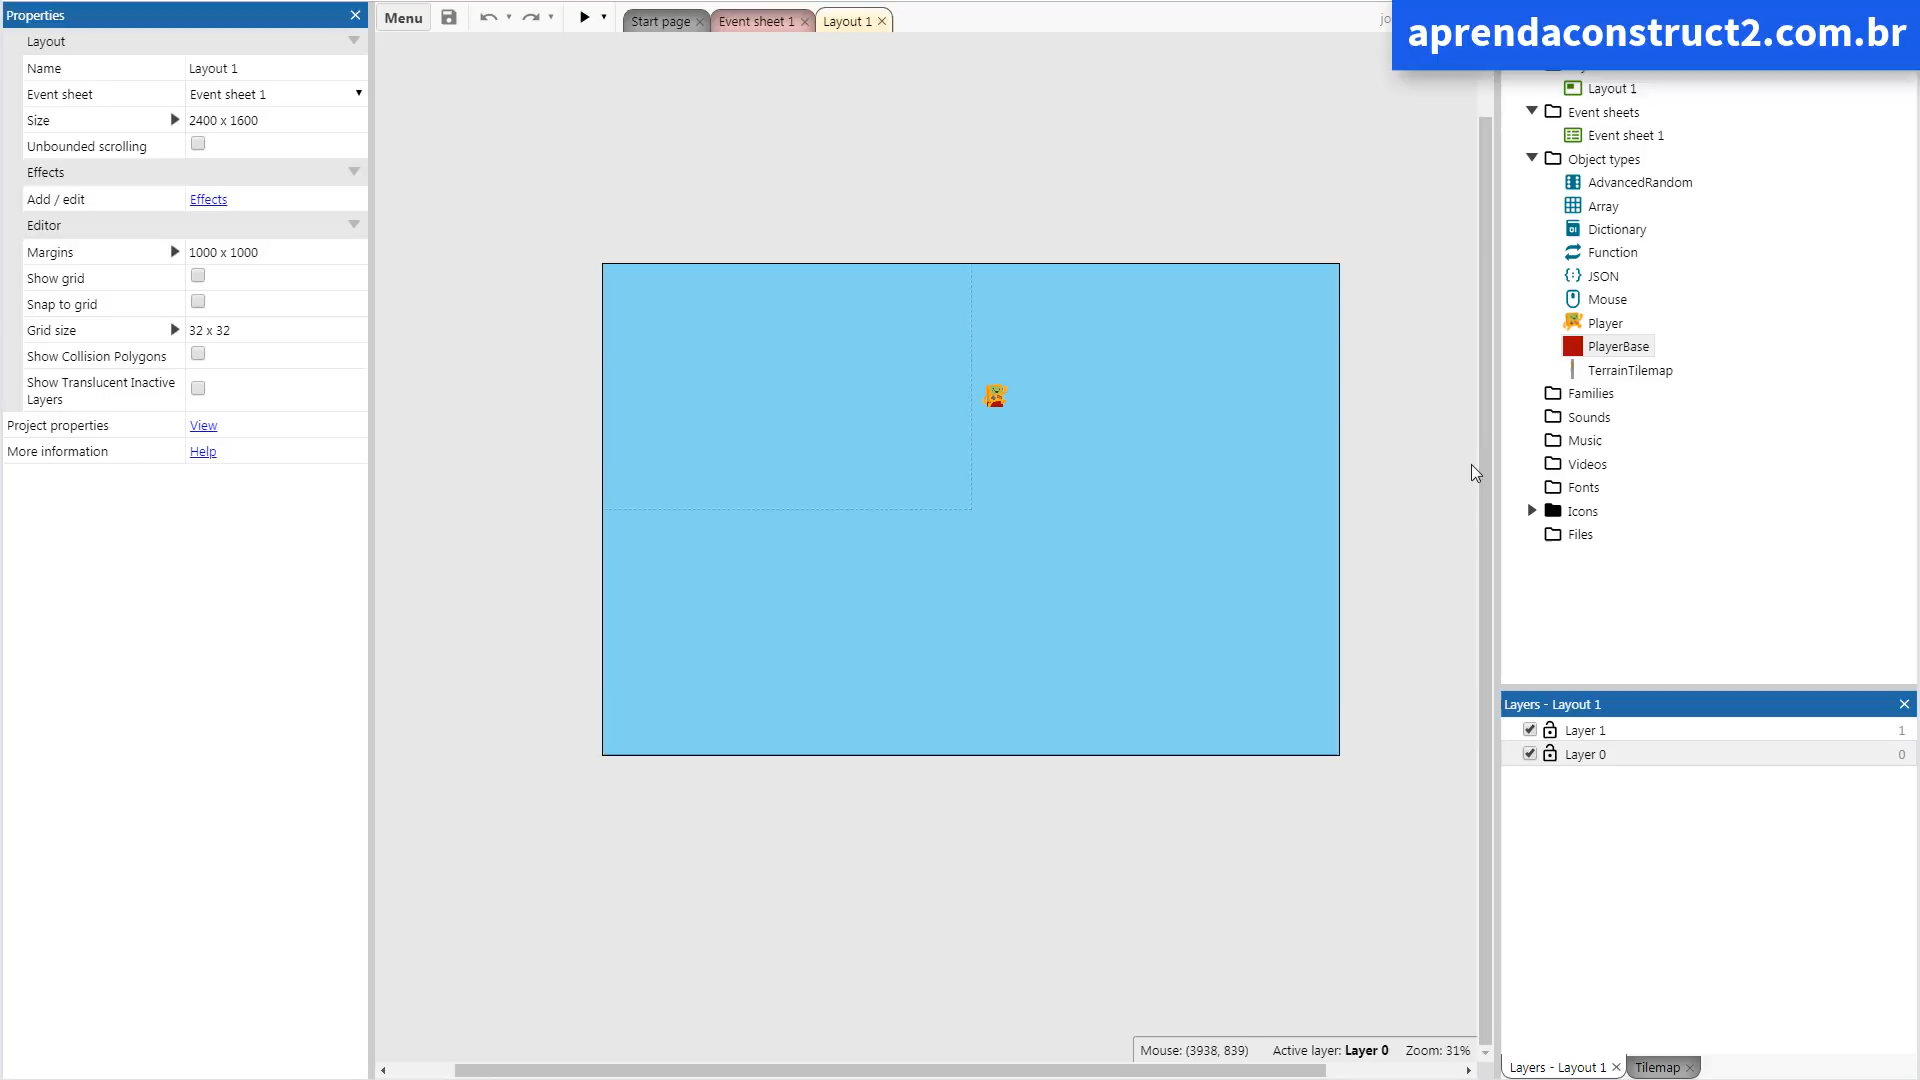 Properties
Menu
Start page
Event sheet 1
Layout 1
aprendaconstruct2.com.br
Layout
Name
Layout 1
Event sheet
Event sheet 1
Size
2400 x 1600
Unbounded scrolling
Effects
Add / edit
Effects
Editor
Margins
1000 x 1000
Show grid
Snap to grid
Grid size
32 x 32
Show Collision Polygons
Show Translucent Inactive
Layers
Project properties
View
More information
Help
Layout 1
Event sheets
Event sheet 1
Object types
AdvancedRandom
Array
Dictionary
Function
JSON
Mouse
Player
PlayerBase
TerrainTilemap
Families
Sounds
Music
Videos
Fonts
Icons
Files
Layers - Layout 1
Layer 1
1
Layer 0
0
Mouse: (3938, 839)
Active layer: Layer 0
Zoom: 31%
Layers - Layout 1
Tilemap